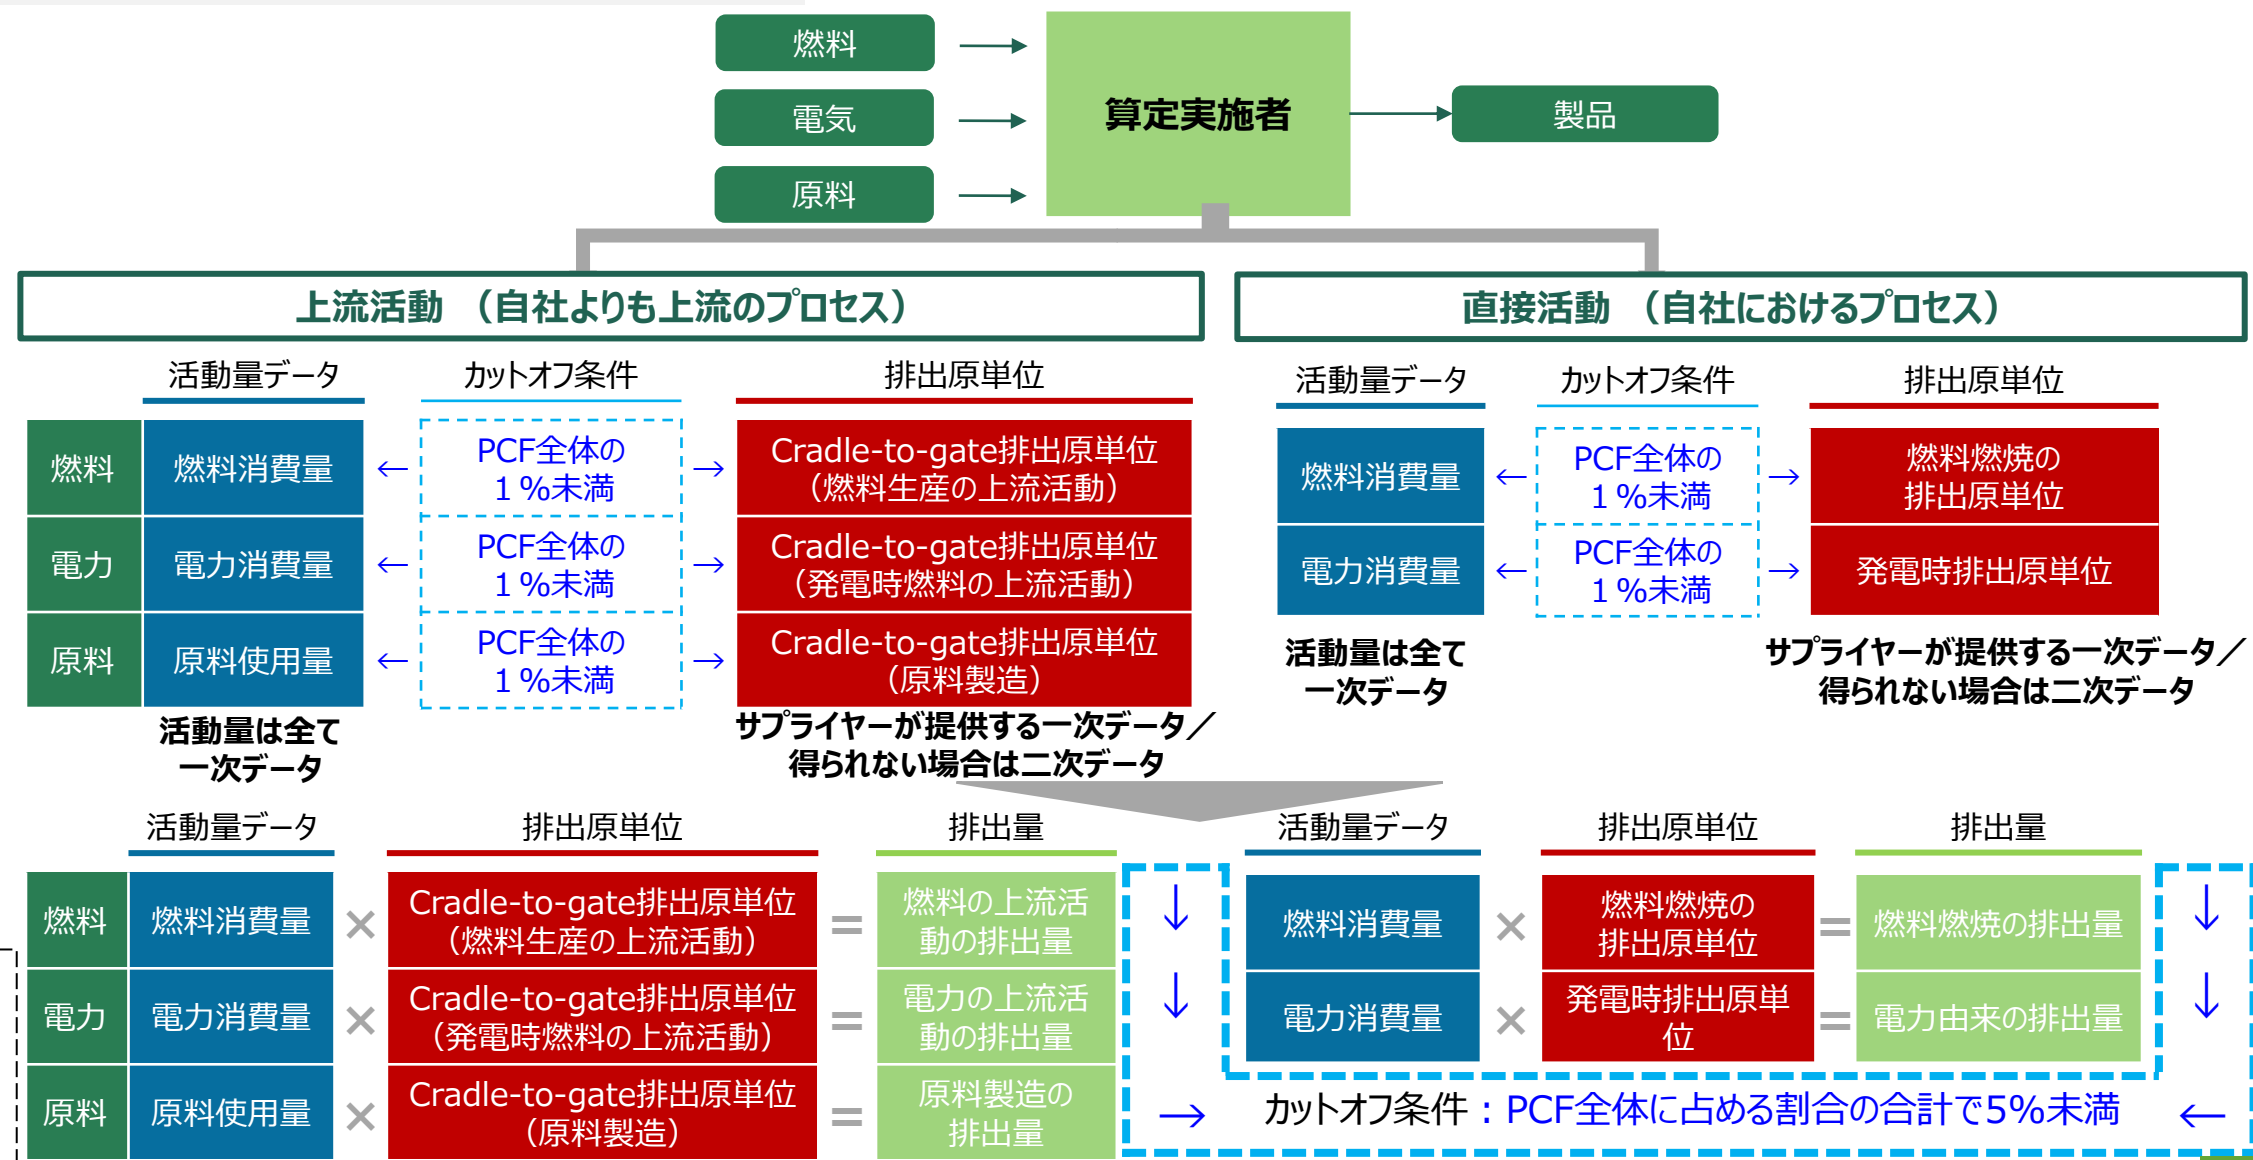 燃料
電気
原料
算定実施者
製品
上流活動 （自社よりも上流のプロセス）
活動量データ
カットオフ条件
排出原単位
燃料
燃料消費量
←
PCF全体の
１%未満
→
Cradle-to-gate排出原単位
（燃料生産の上流活動）
電力
電力消費量
←
PCF全体の
１%未満
→
Cradle-to-gate排出原単位
（発電時燃料の上流活動）
原料
原料使用量
←
PCF全体の
１%未満
→
Cradle-to-gate排出原単位
（原料製造）
活動量は全て
一次データ
サプライヤーが提供する一次データ／
得られない場合は二次データ
直接活動 （自社におけるプロセス）
活動量データ
カットオフ条件
排出原単位
燃料消費量
←
PCF全体の
１%未満
→
燃料燃焼の
排出原単位
電力消費量
←
PCF全体の
１%未満
→
発電時排出原単位
活動量は全て
一次データ
サプライヤーが提供する一次データ／
得られない場合は二次データ
活動量データ
排出原単位
排出量
燃料
燃料消費量
×
Cradle-to-gate排出原単位
（燃料生産の上流活動）
=
燃料の上流活
動の排出量
電力
電力消費量
×
Cradle-to-gate排出原単位
（発電時燃料の上流活動）
=
電力の上流活
動の排出量
原料
原料使用量
×
Cradle-to-gate排出原単位
（原料製造）
=
原料製造の
排出量
↓
↓
→
活動量データ
排出原単位
排出量
燃料消費量
×
燃料燃焼の
排出原単位
=
燃料燃焼の排出量
電力消費量
×
発電時排出原単
位
=
電力由来の排出量
↓
↓
カットオフ条件：PCF全体に占める割合の合計で5%未満
←